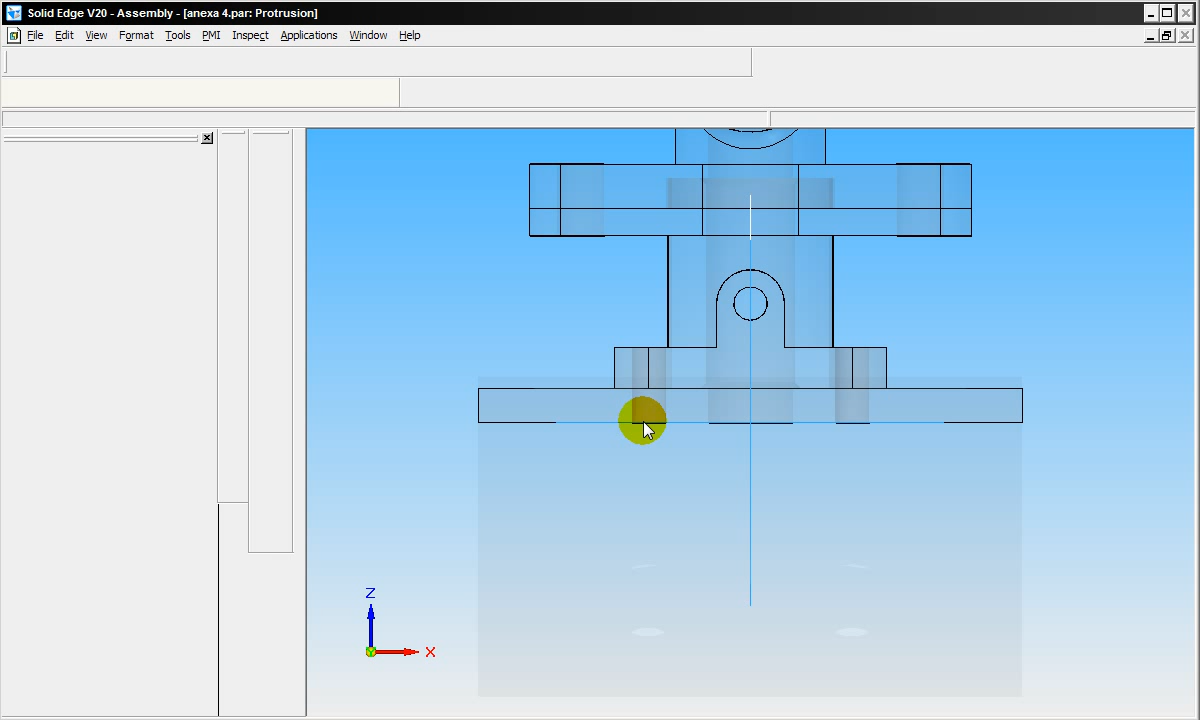 Solid Edge V20 - Assembly - [anexa 4.par: Protrusion]
File Edit View Format Tools PMI Inspect Applications Window Help
Z
X